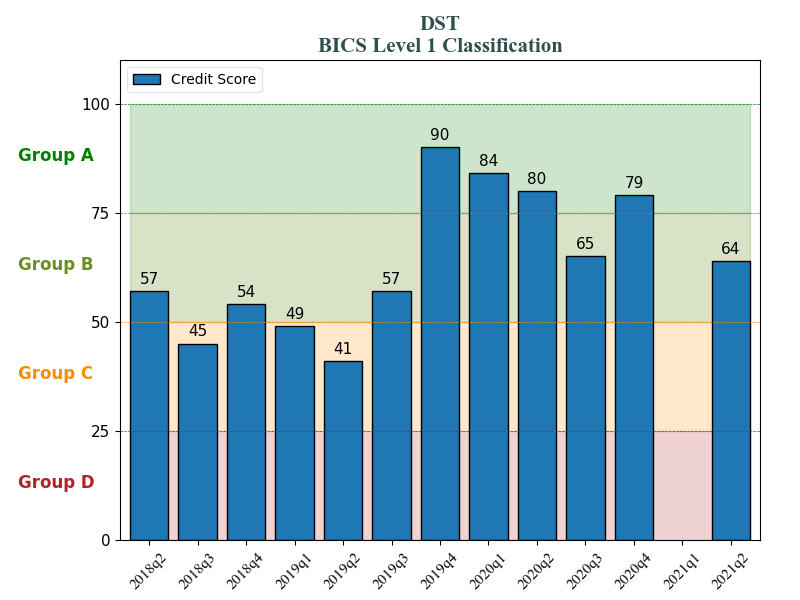 DST
BICS Level 1 Classification
Credit Score
100
75
50
25
0
Group A
Group B
Group C
Group D
57
45
54
49
41
57
90
84
80
65
79
64
2018q2
2018q3
2018q4
2019q1
2019q2
2019q3
2019q4
2020q1
2020q2
2020q3
2020q4
2021q1
2021q2